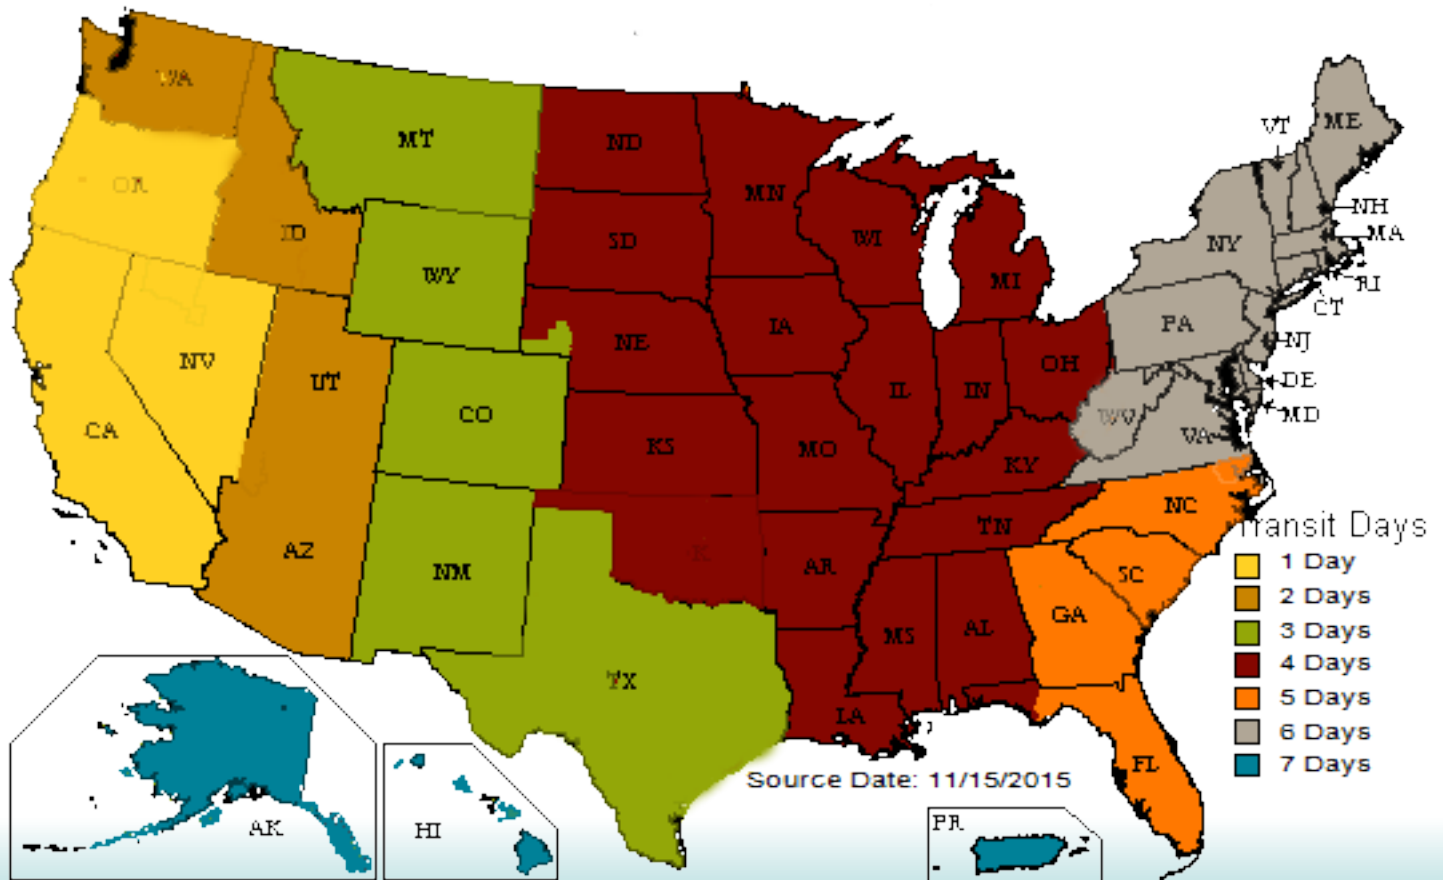 WA
MT
ND
MN
VT
ME
OR
ID
SD
WI
MI
NY
NH
MA
WY
IA
RI
CT
NV
UT
NE
IL
IN
OH
PA
NJ
CA
CO
KS
MO
KY
WV
VA
DE
MD
AZ
NM
K
AR
TN
NC
SC
GA
TX
MS
AL
LA
FL
Transit Days
1 Day
2 Days
3 Days
4 Days
5 Days
6 Days
7 Days
Source Date: 11/15/2015
AK
HI
PR